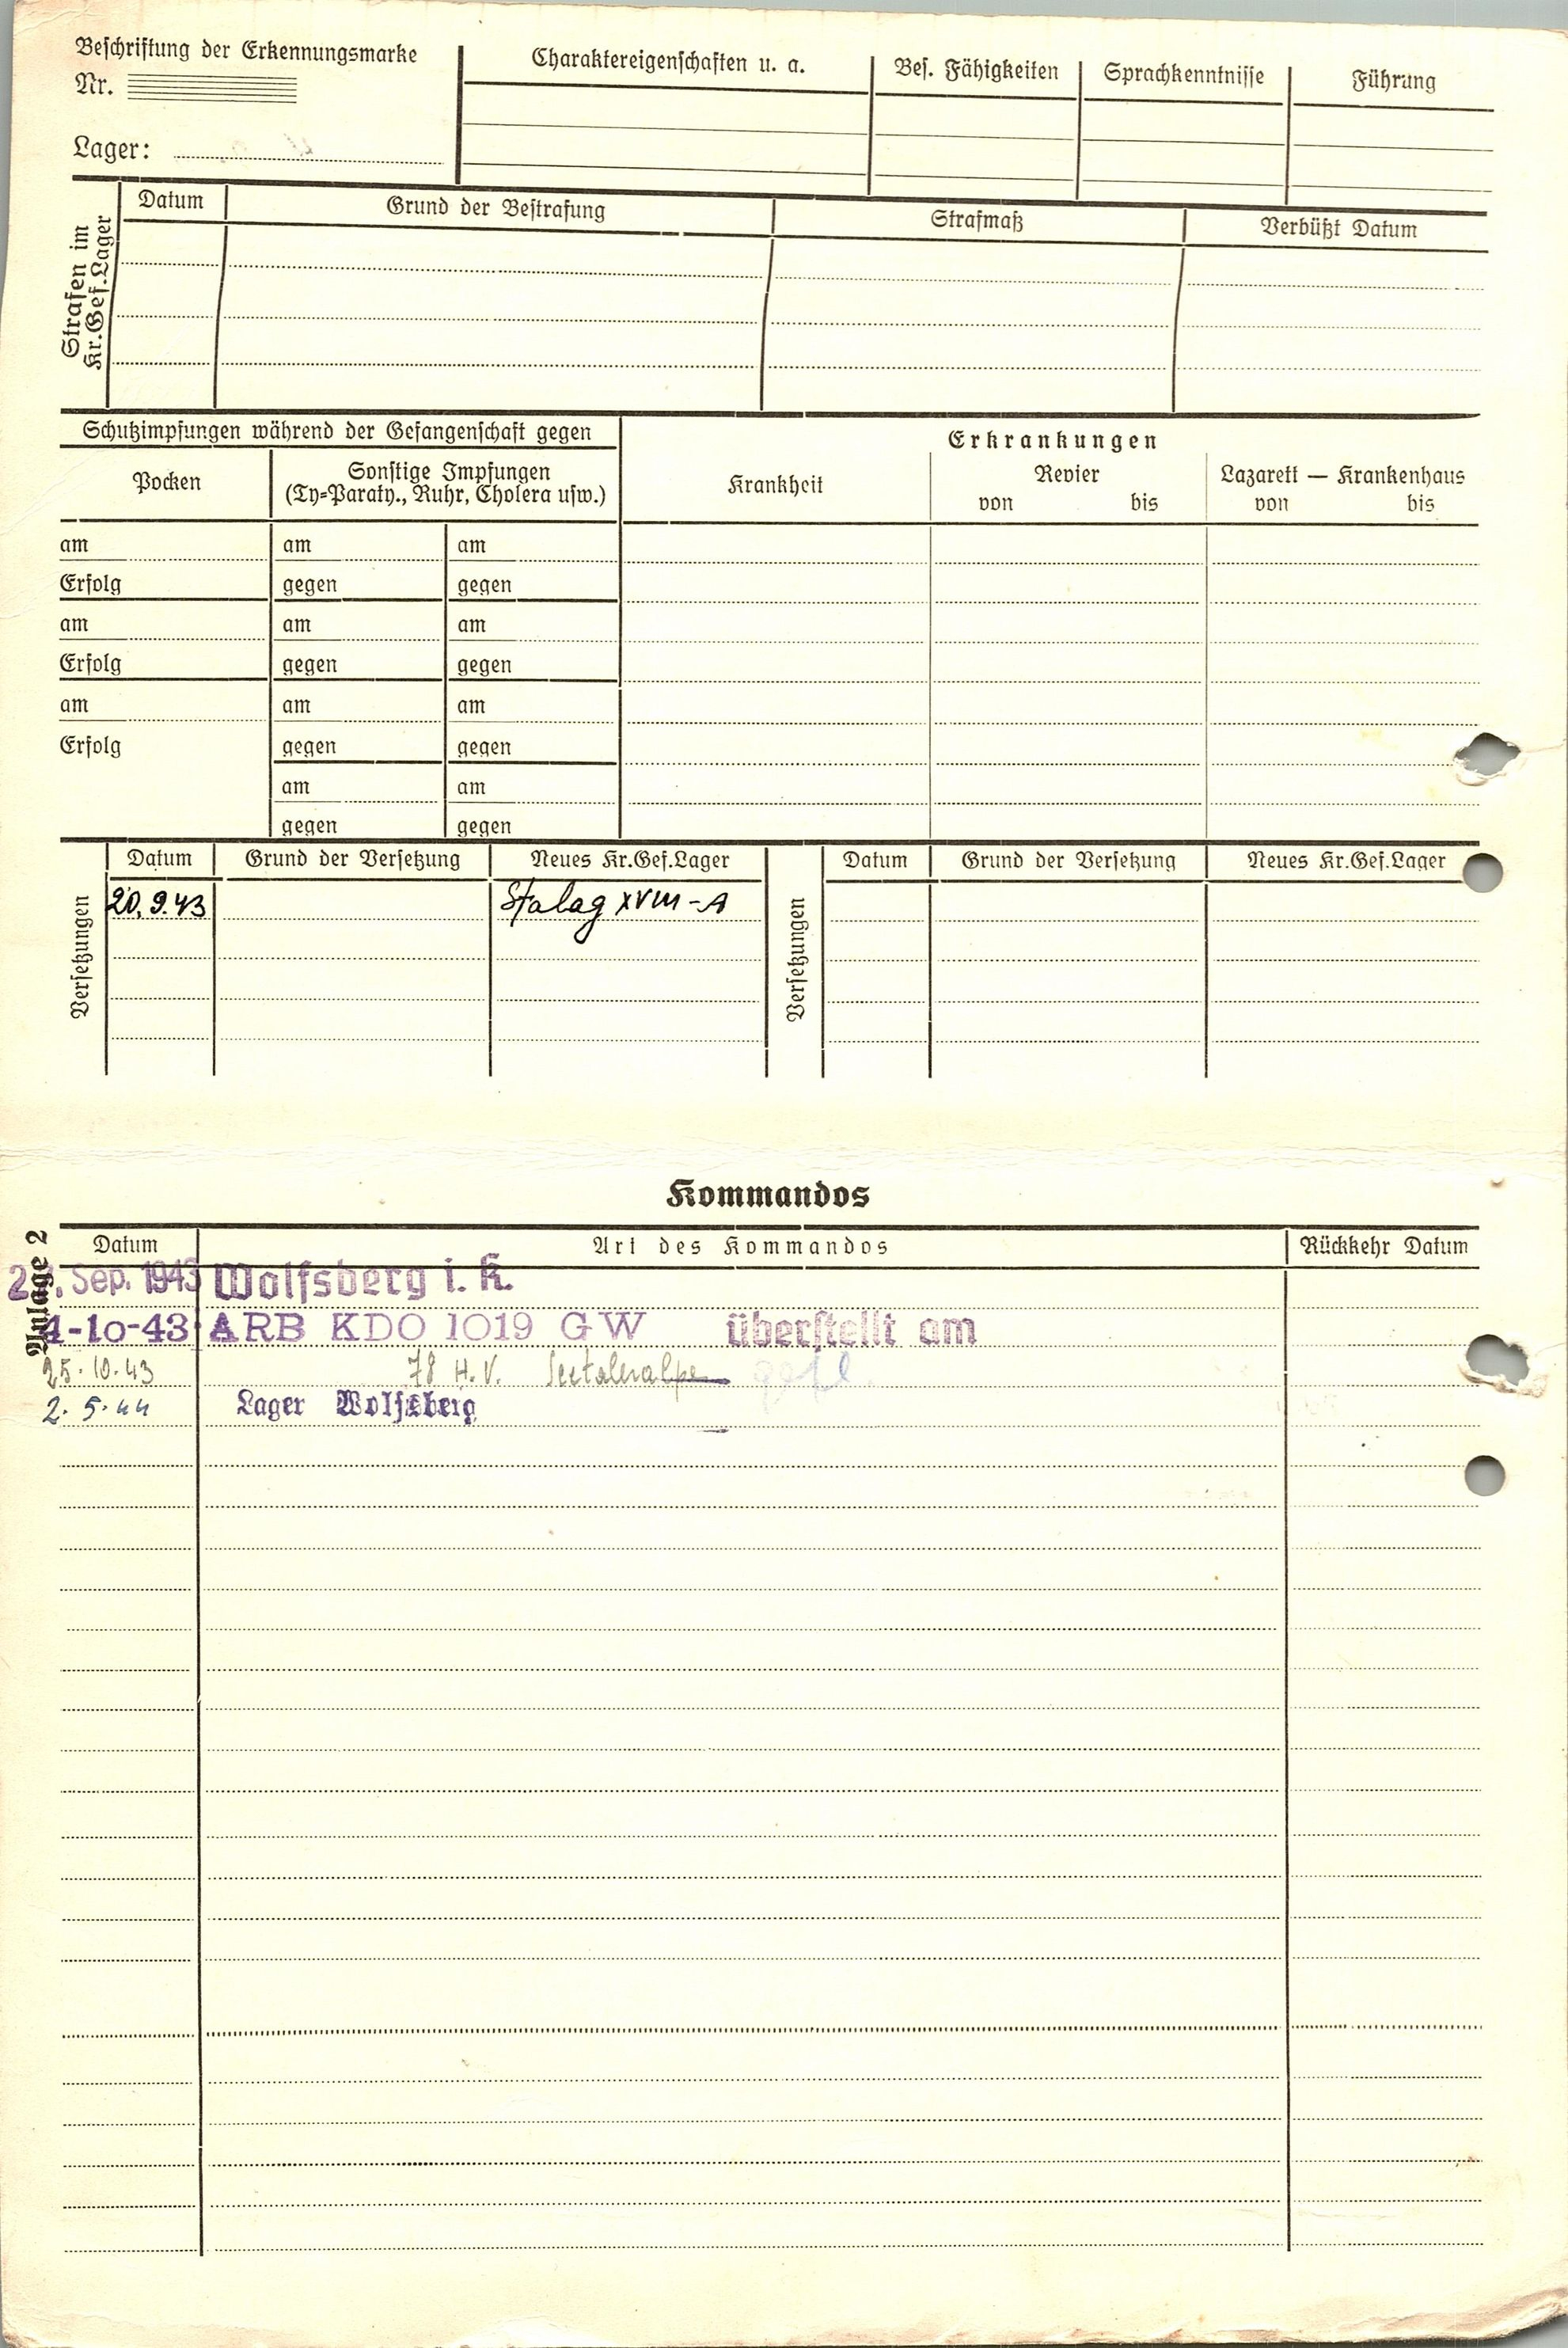 Beschriftung der Erkennungsmarke
Nr.
Lager:
Charaktereigenschaften u. a.
Bes. Fähigkeiten
Sprachkenntnisse
Führung
Strafen im
Kr.Gef.Lager
Datum
Grund der Bestrafung
Strafmaß
Verbüßt Datum
Schutzimpfungen während der Gefangenschaft gegen
Pocken
Sonstige Impfungen
(Ty=Paraty., Ruhr, Cholera usw.)
Erkrankungen
Krankheit
Revier
von bis
Lazarett — Krankenhaus
von bis
am am am
Erfolg gegen gegen
am am am
Erfolg gegen gegen
am am am
Erfolg gegen gegen
am am
gegen gegen
Versetzungen
Datum Grund der Versetzung Neues Kr.Gef.Lager
20.9.43 Stalag XVIII-A
Versetzungen
Datum Grund der Versetzung Neues Kr.Gef.Lager
Kommandos
Anlage 2
Datum Art des Kommandos Rückkehr Datum
Sep. 1943 Wolfsberg i. K.
4-10-43 ARB KDO 1019 GW überstellt am
25.10.43 78 H.V. Seetaleralpe
2.5.44 Lager Wolfsberg